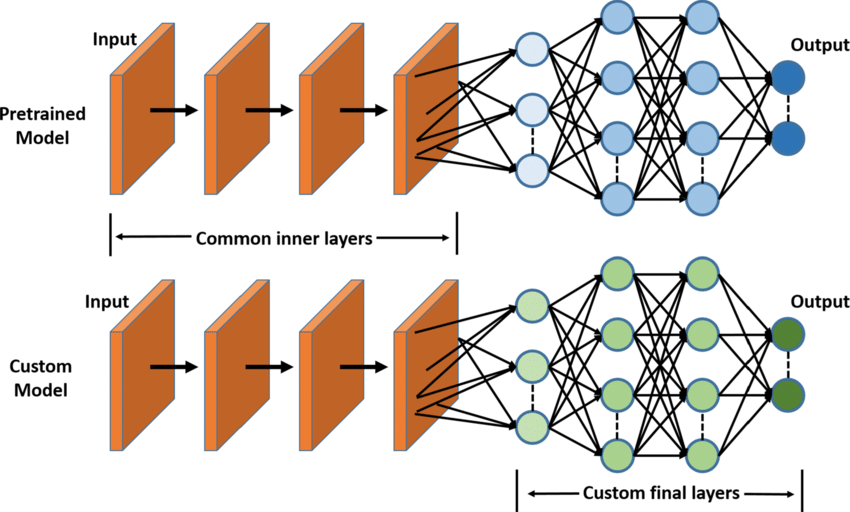 Input
Output
Pretrained
Model
Common inner layers
Input
Output
Custom
Model
Custom final layers